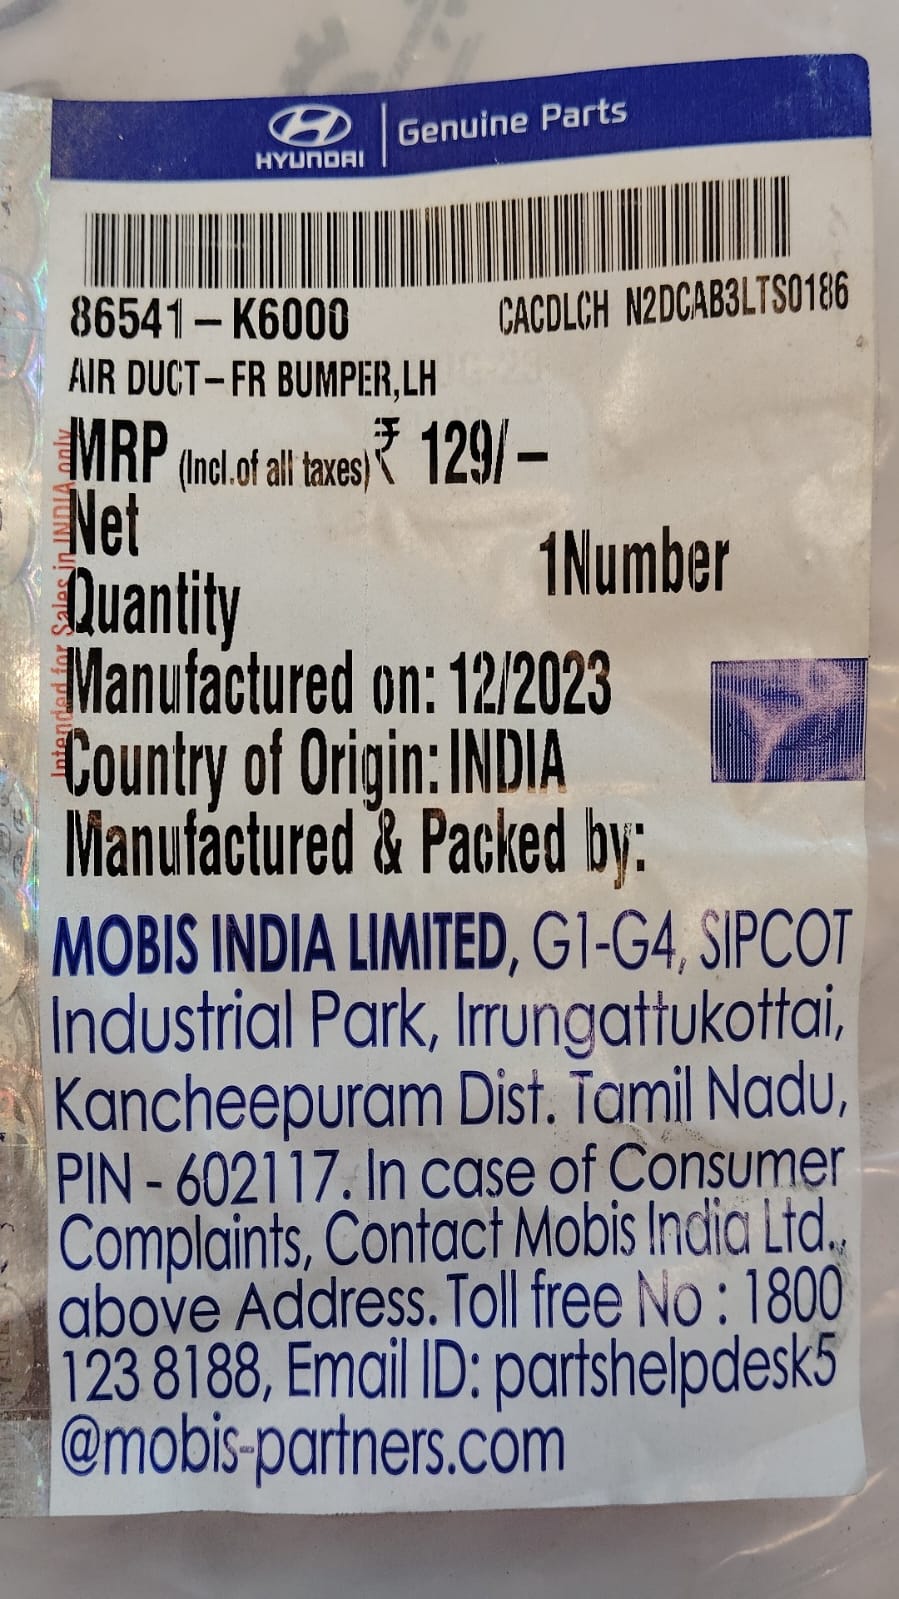 HYUNDAI | Genuine Parts
86541-K6000 CACDLCH N2DCAB3LTS0186
AIR DUCT-FR BUMPER,LH
MRP (Incl.of all taxes) ₹ 129/-
Net
Quantity 1Number
Manufactured on: 12/2023
Country of Origin: INDIA
Manufactured & Packed by:
MOBIS INDIA LIMITED, G1-G4, SIPCOT
Industrial Park, Irrungattukottai,
Kancheepuram Dist. Tamil Nadu,
PIN - 602117. In case of Consumer
Complaints, Contact Mobis India Ltd.,
above Address. Toll free No : 1800
123 8188, Email ID: partshelpdesk5
@mobis-partners.com
Intended for Sales in INDIA only